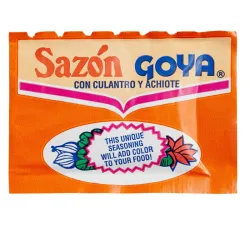 Sazón GOYA®
CON CULANTRO Y ACHIOTE
THIS UNIQUE
SEASONING
WILL ADD COLOR
TO YOUR FOOD!